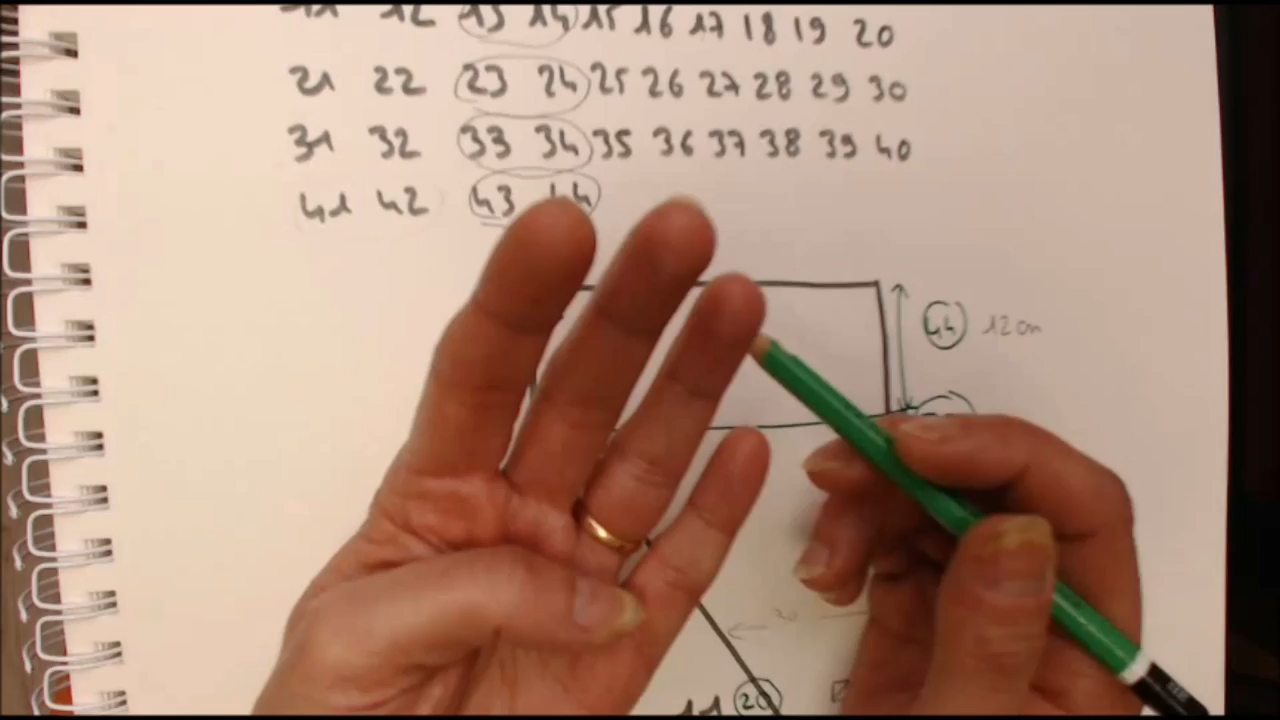 11 12 13 14 15 16 17 18 19 20
21 22 23 24 25 26 27 28 29 30
31 32 33 34 35 36 37 38 39 40
41 42 43 44
44 12 cm
30
20